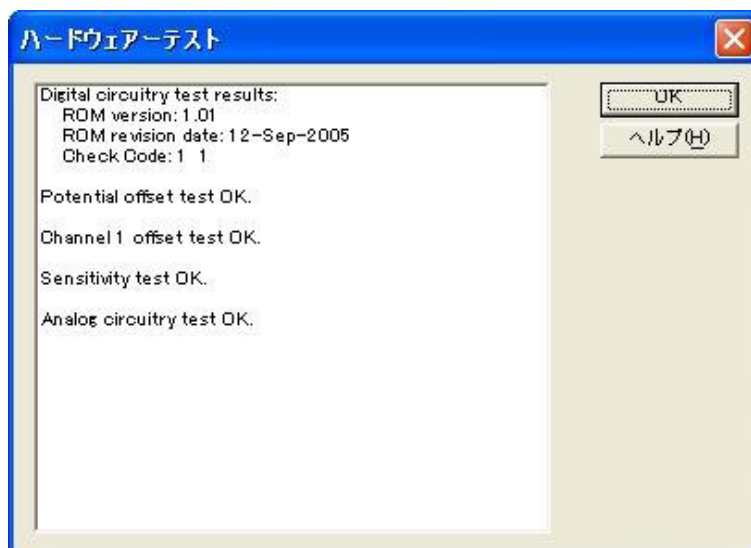 ハードウェアーテスト
Digital circuitry test results:
ROM version: 1.01
ROM revision date: 12-Sep-2005
Check Code: 1 1
Potential offset test OK.
Channel 1 offset test OK.
Sensitivity test OK.
Analog circuitry test OK.
OK
ヘルプ(H)